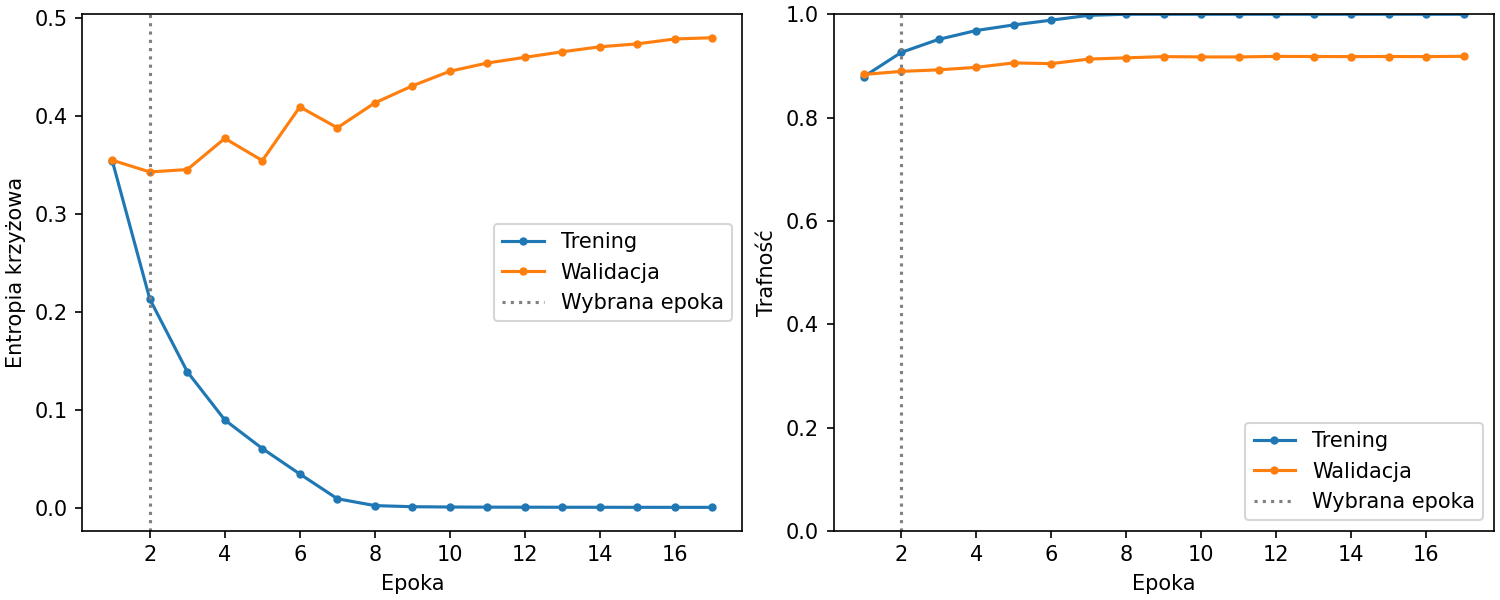 0.5
0.4
0.3
0.2
0.1
0.0
Entropia krzyżowa
2 4 6 8 10 12 14 16
Epoka
Trening
Walidacja
Wybrana epoka
1.0
0.8
0.6
0.4
0.2
0.0
Trafność
2 4 6 8 10 12 14 16
Epoka
Trening
Walidacja
Wybrana epoka